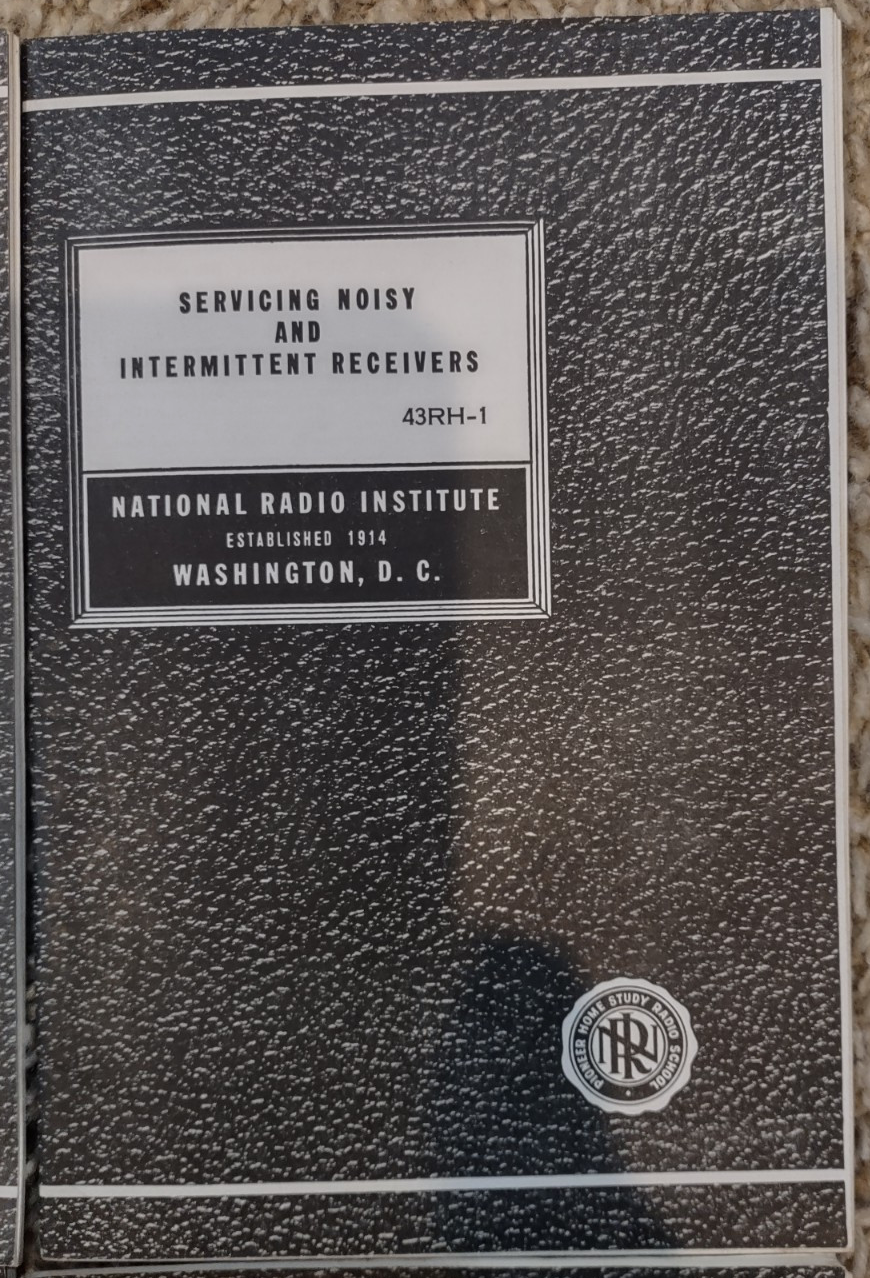 SERVICING NOISY
AND
INTERMITTENT RECEIVERS
43RH-1
NATIONAL RADIO INSTITUTE
ESTABLISHED 1914
WASHINGTON, D. C.
PIONEER HOME STUDY RADIO SCHOOL
NRI